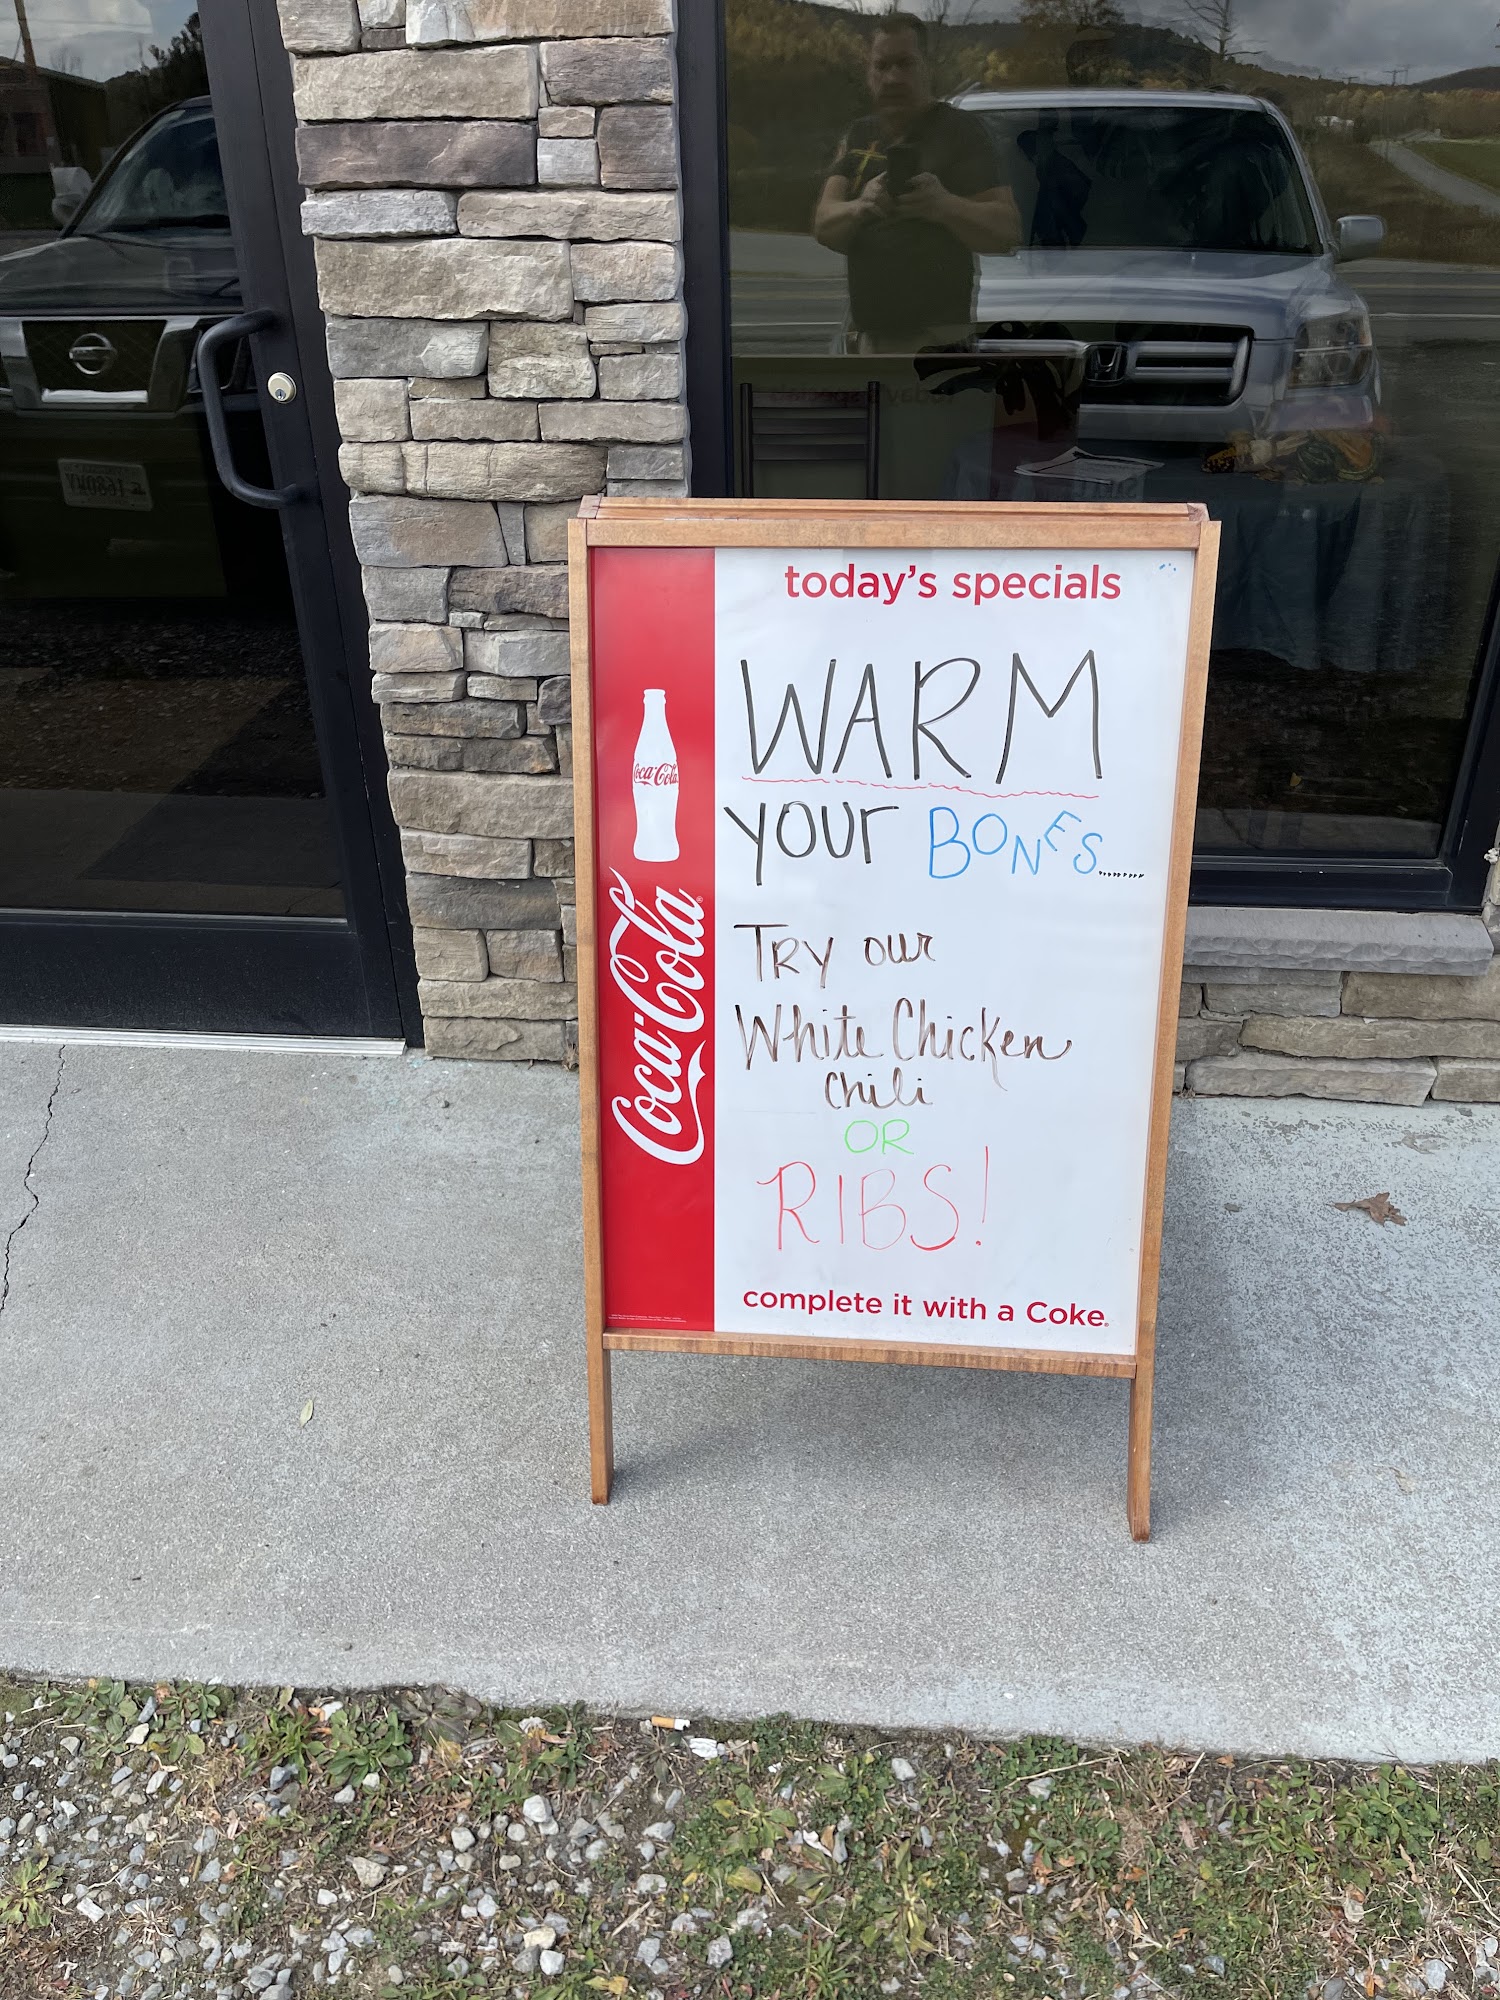 today's specials
WARM
your BONES........
TRY our
White Chicken
chili
OR
RIBS!
complete it with a Coke.
Coca-Cola
Coca-Cola